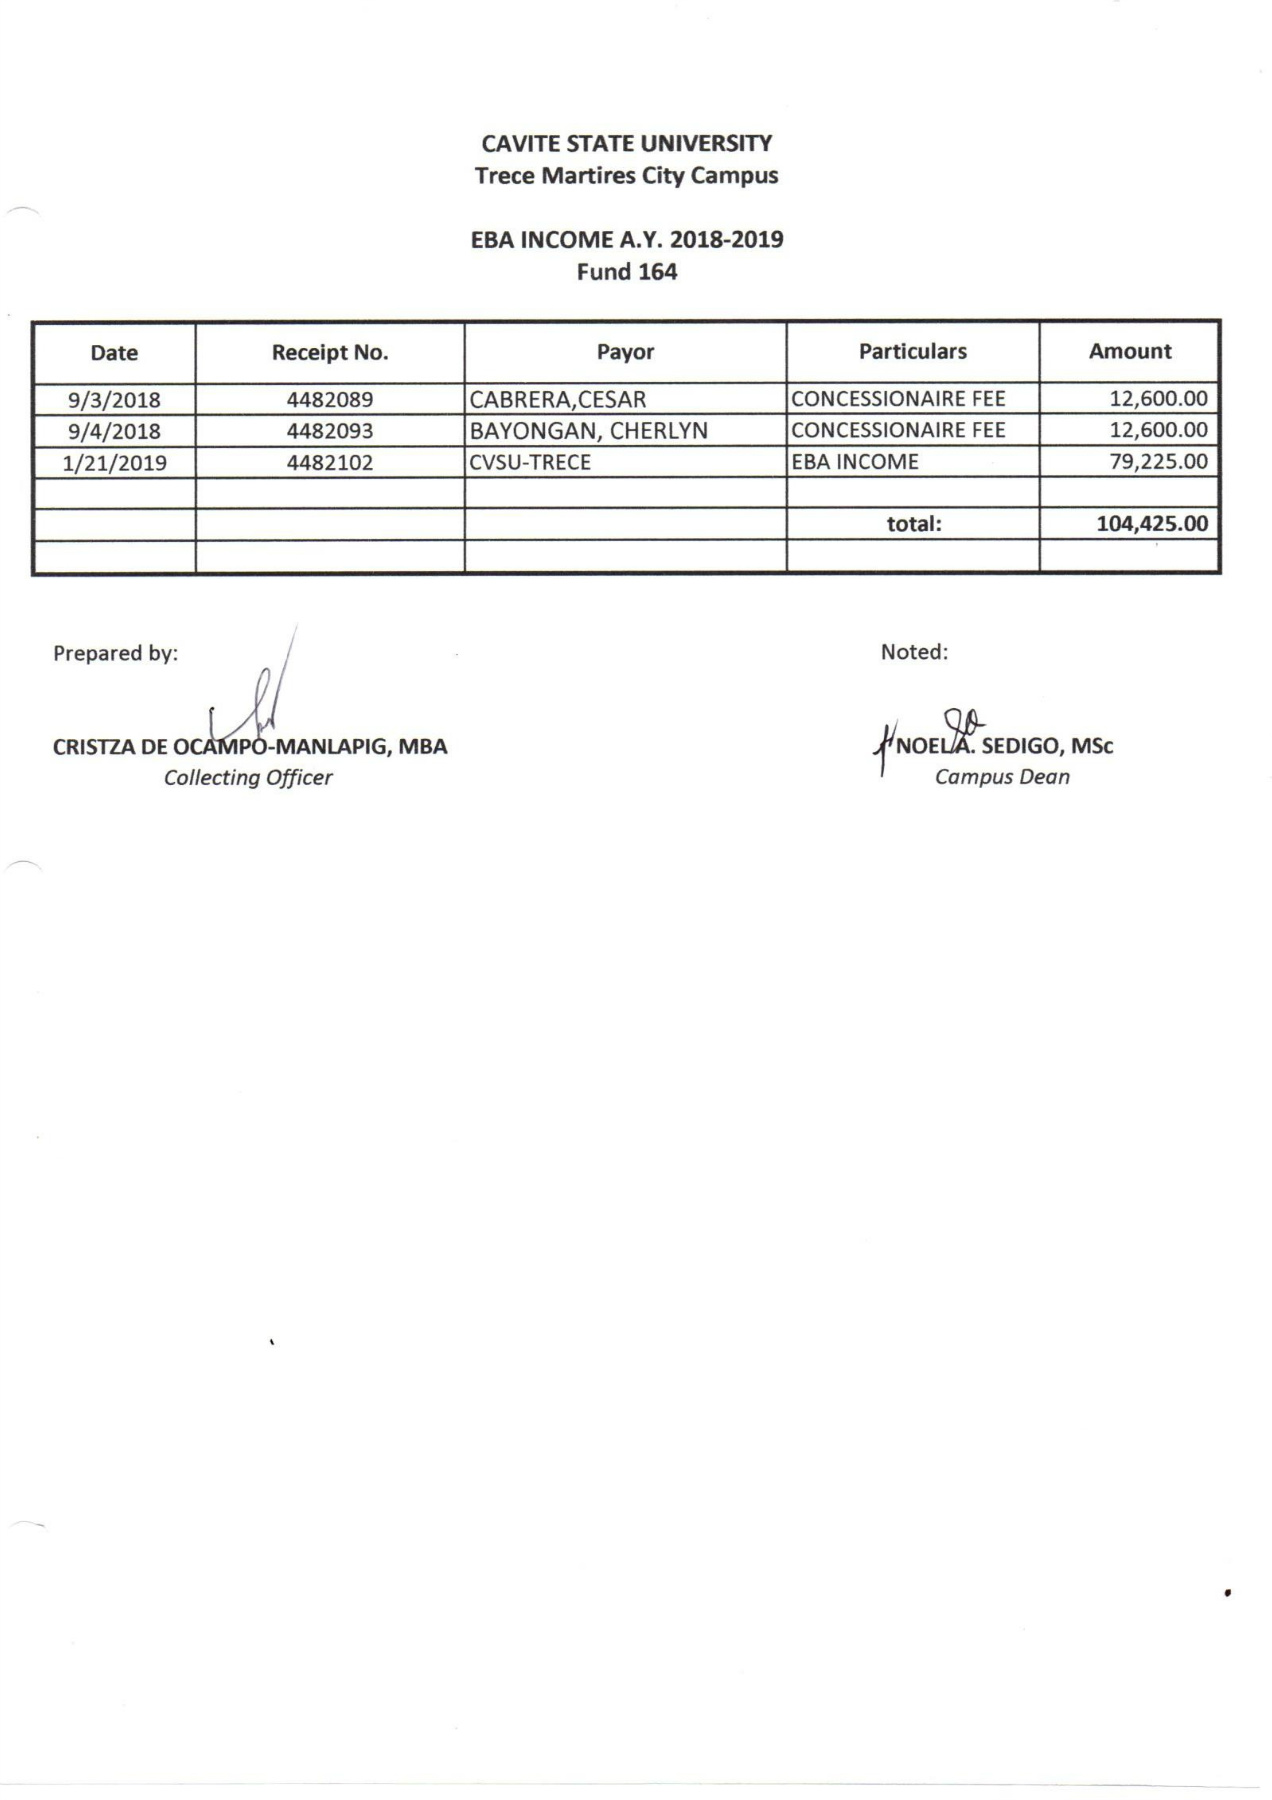 CAVITE STATE UNIVERSITY
Trece Martires City Campus
EBA INCOME A.Y. 2018-2019
Fund 164
Date Receipt No. Payor Particulars Amount
9/3/2018 4482089 CABRERA,CESAR CONCESSIONAIRE FEE 12,600.00
9/4/2018 4482093 BAYONGAN, CHERLYN CONCESSIONAIRE FEE 12,600.00
1/21/2019 4482102 CVSU-TRECE EBA INCOME 79,225.00
total: 104,425.00
Prepared by: Noted:
CRISTZA DE OCAMPO-MANLAPIG, MBA NOEL A. SEDIGO, MSc
Collecting Officer Campus Dean